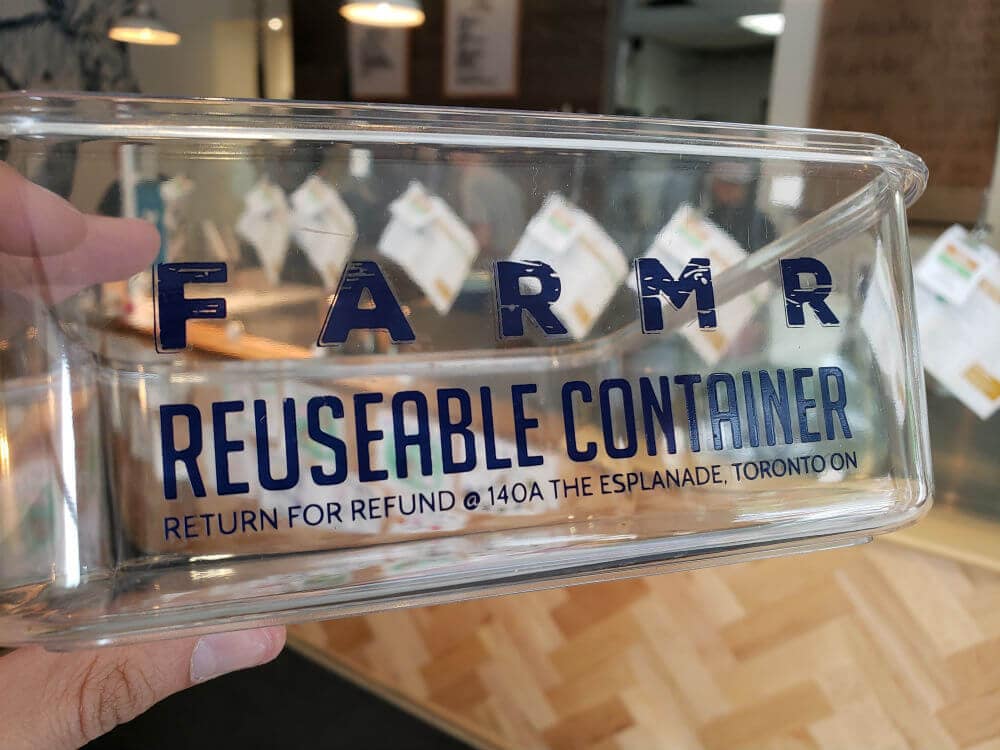 FARMR
REUSEABLE CONTAINER
RETURN FOR REFUND @ 140A THE ESPLANADE, TORONTO ON